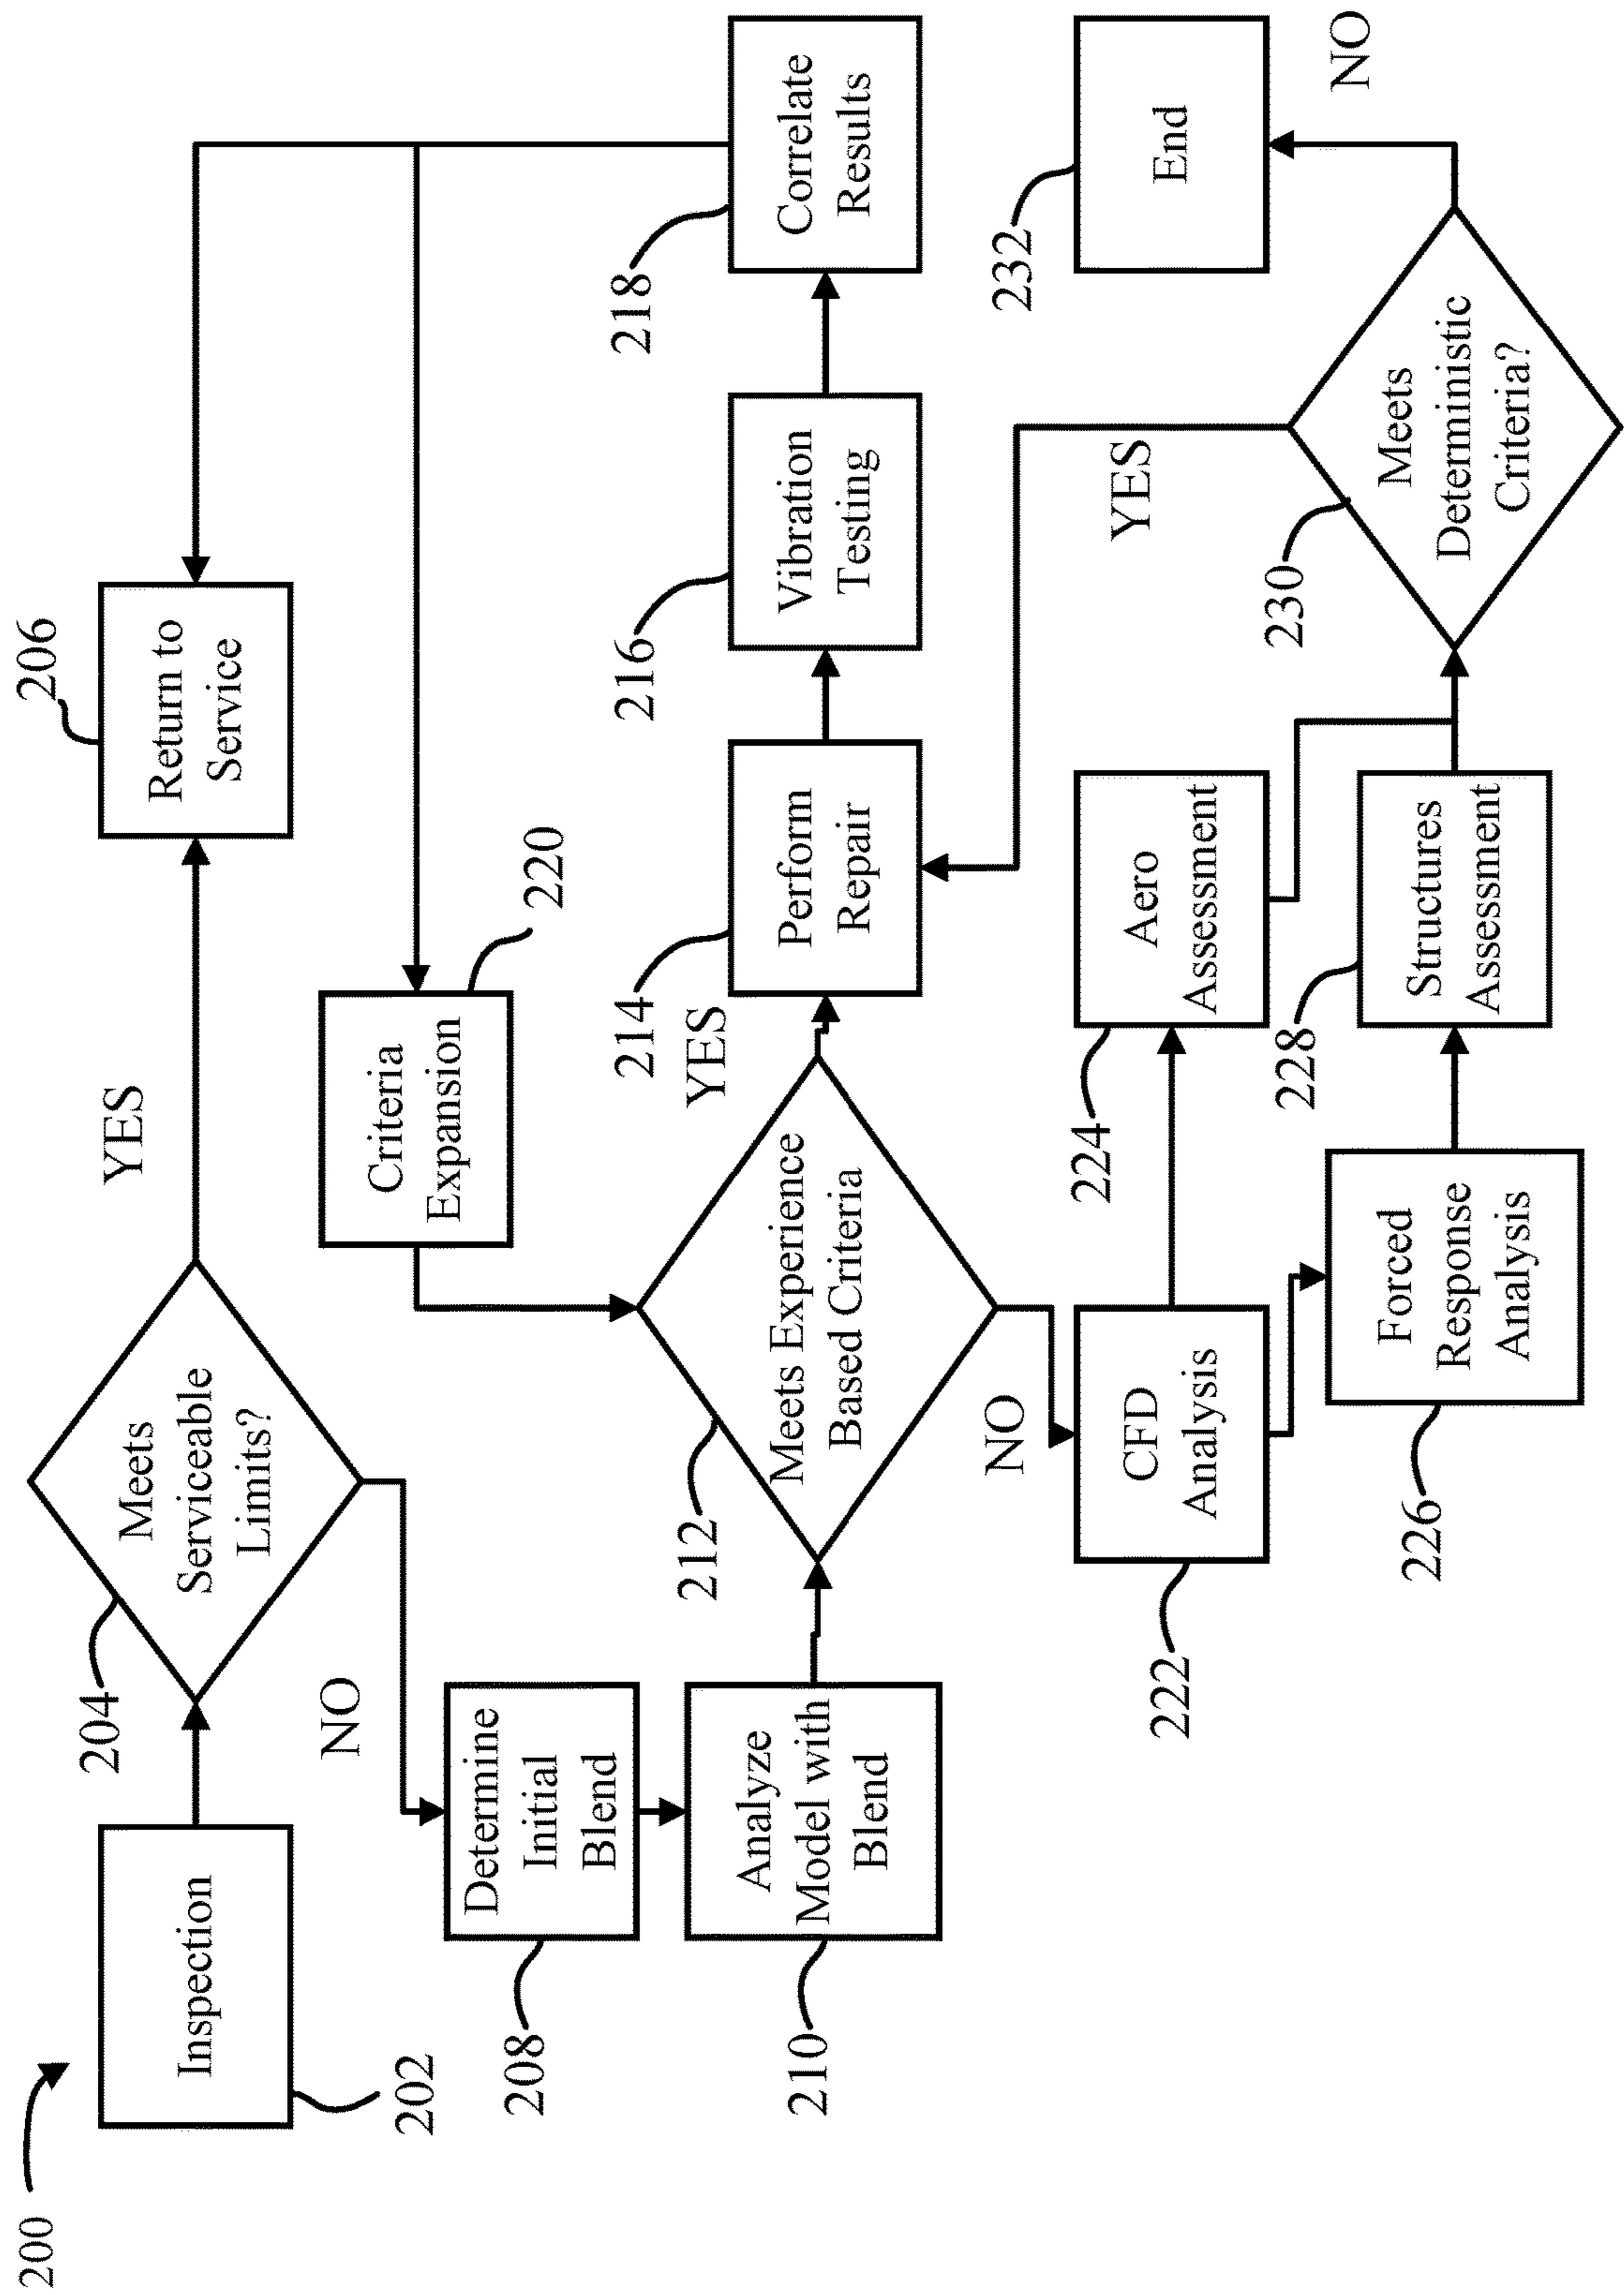 200
Inspection
202
Meets
Serviceable
Limits?
204
YES
Return to
Service
206
NO
Determine
Initial
Blend
208
Analyze
Model with
Blend
210
Meets Experience
Based Criteria
212
Criteria
Expansion
220
YES
Perform
Repair
214
Vibration
Testing
216
Correlate
Results
218
NO
CFD
Analysis
222
Aero
Assessment
224
Forced
Response
Analysis
226
Structures
Assessment
228
Meets
Deterministic
Criteria?
230
YES
End
232
NO